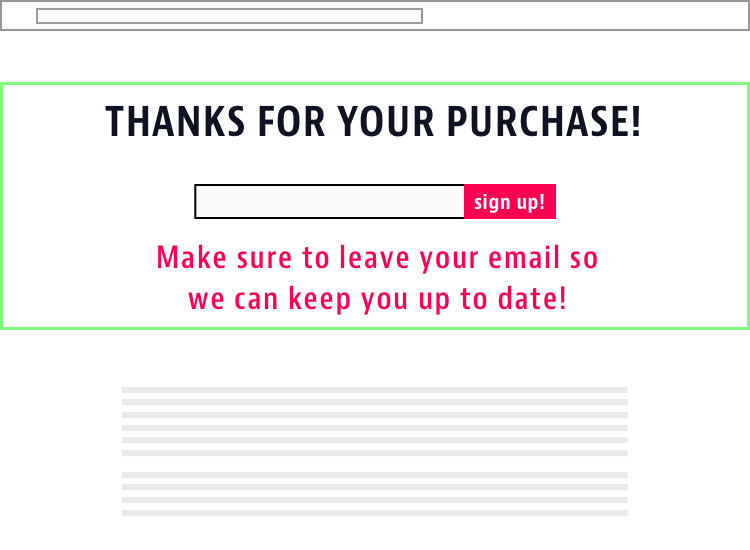 THANKS FOR YOUR PURCHASE!
sign up!
Make sure to leave your email so
we can keep you up to date!